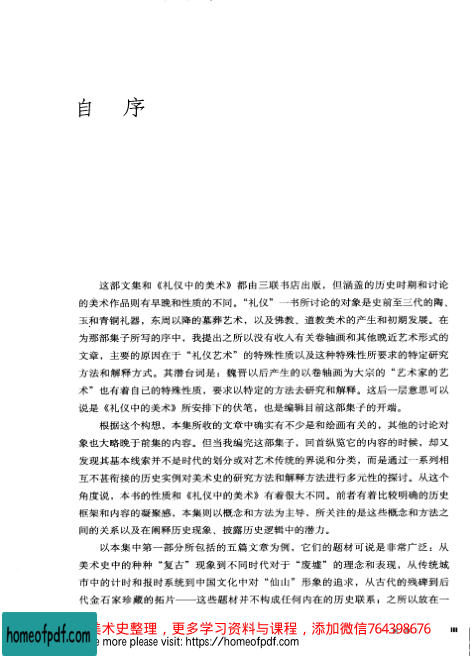 自 序
这部文集和《礼仪中的美术》都由三联书店出版，但涵盖的历史时期和讨论
的美术作品则有早晚和性质的不同。“礼仪”一书所讨论的对象是史前至三代的陶、
玉和青铜礼器，东周以降的墓葬艺术，以及佛教、道教美术的产生和初期发展。在
为那部集子所写的序中，我提出之所以没有收入有关卷轴画和其他晚近艺术形式的
文章，主要的原因在于“礼仪艺术”的特殊性质以及这种特殊性所要求的特定研究
方法和解释方式。其潜台词是：魏晋以后产生的以卷轴画为大宗的“艺术家的艺
术”也有着自己的特殊性质，要求以特定的方法去研究和解释。这后一层意思可以
说是《礼仪中的美术》所安排下的伏笔，也是编辑目前这部集子的开端。
根据这个构想，本集所收的文章中确实有不少是和绘画有关的，其他的讨论对
象也大略晚于前集的内容。但当我编完这部集子，回首纵览它的内容的时候，却又
发现其基本线索并不是时代的划分或对艺术传统的界说和分类，而是通过一系列相
互不甚衔接的历史实例对美术史的研究方法和解释方法进行多元性的探讨。从这个
角度说，本书的性质和《礼仪中的美术》有着很大不同。前者有着比较明确的历史
框架和内容的凝聚感，本集则以概念和方法为主导，所关注的是这些概念和方法之
间的关系以及在阐释历史现象、披露历史逻辑中的潜力。
以本集中第一部分所包括的五篇文章为例，它们的题材可说是非常广泛：从
美术史中的种种“复古”现象到不同时代对于“废墟”的理念和表现，从传统城
市中的计时和报时系统到中国文化中对“仙山”形象的追求，从古代的残碑到后
代金石家珍藏的拓片——这些题材并不构成任何内在的历史联系；之所以放在一
美术史整理，更多学习资料与课程，添加微信764398676
homeofpdf.com
more please visit: https://homeofpdf.com
III